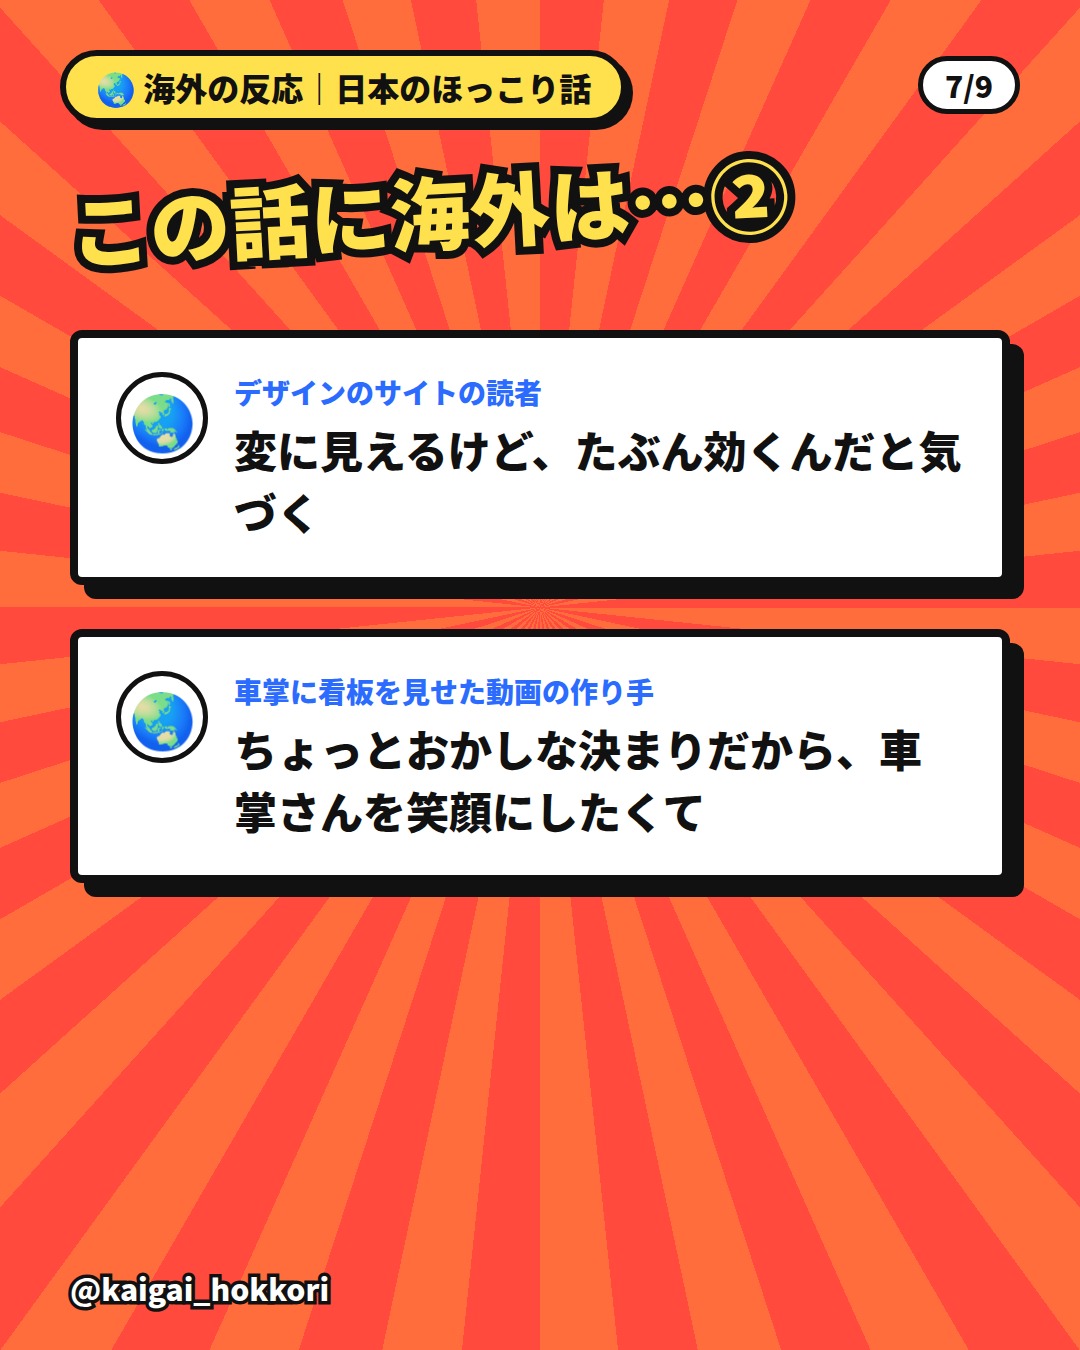 🌏 海外の反応｜日本のほっこり話
7/9
この話に海外は…②
デザインのサイトの読者
変に見えるけど、たぶん効くんだと気
づく
車掌に看板を見せた動画の作り手
ちょっとおかしな決まりだから、車
掌さんを笑顔にしたくて
@kaigai_hokkori